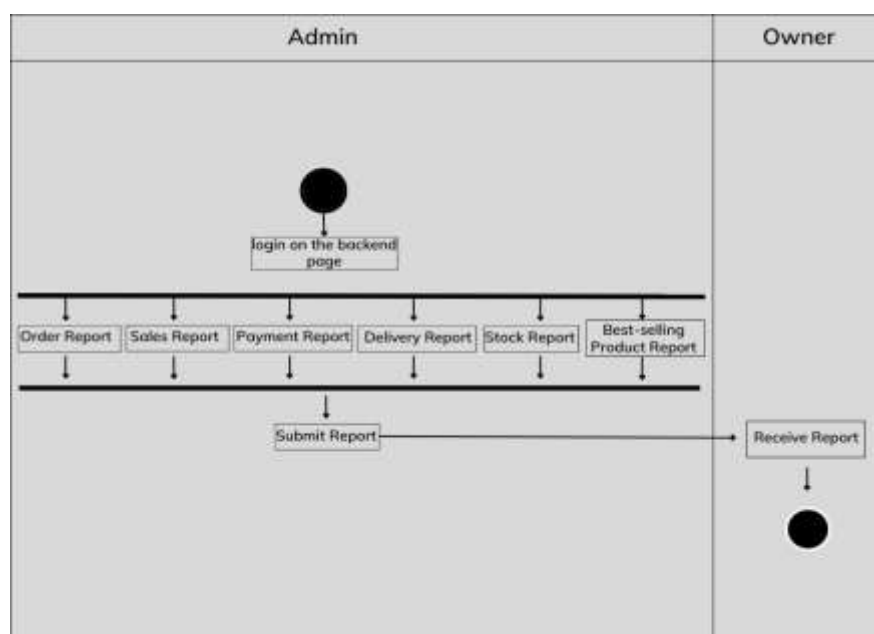 Admin
Owner
login on the backend
page
Order Report
Sales Report
Payment Report
Delivery Report
Stock Report
Best-selling
Product Report
Submit Report
Receive Report